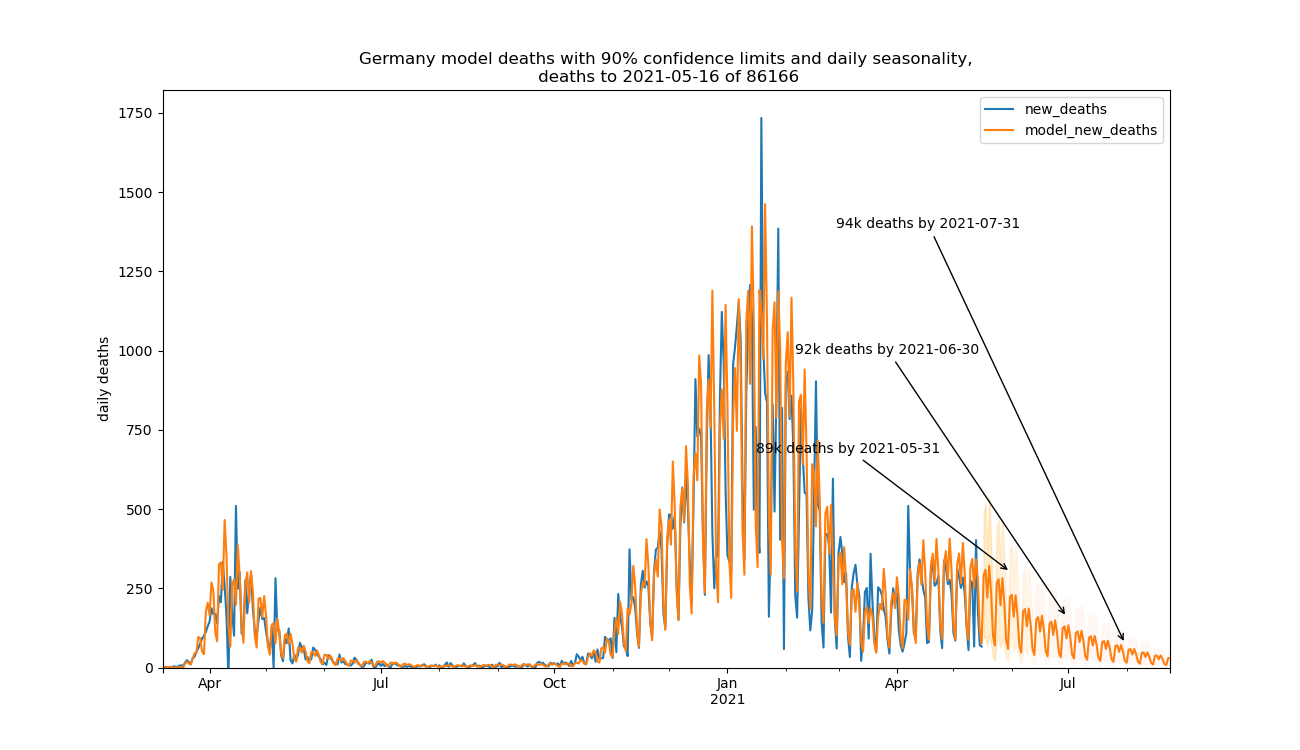 Germany model deaths with 90% confidence limits and daily seasonality,
deaths to 2021-05-16 of 86166
new_deaths
model_new_deaths
94k deaths by 2021-07-31
92k deaths by 2021-06-30
89k deaths by 2021-05-31
daily deaths
1750
1500
1250
1000
750
500
250
0
Apr
Jul
Oct
Jan
2021
Apr
Jul